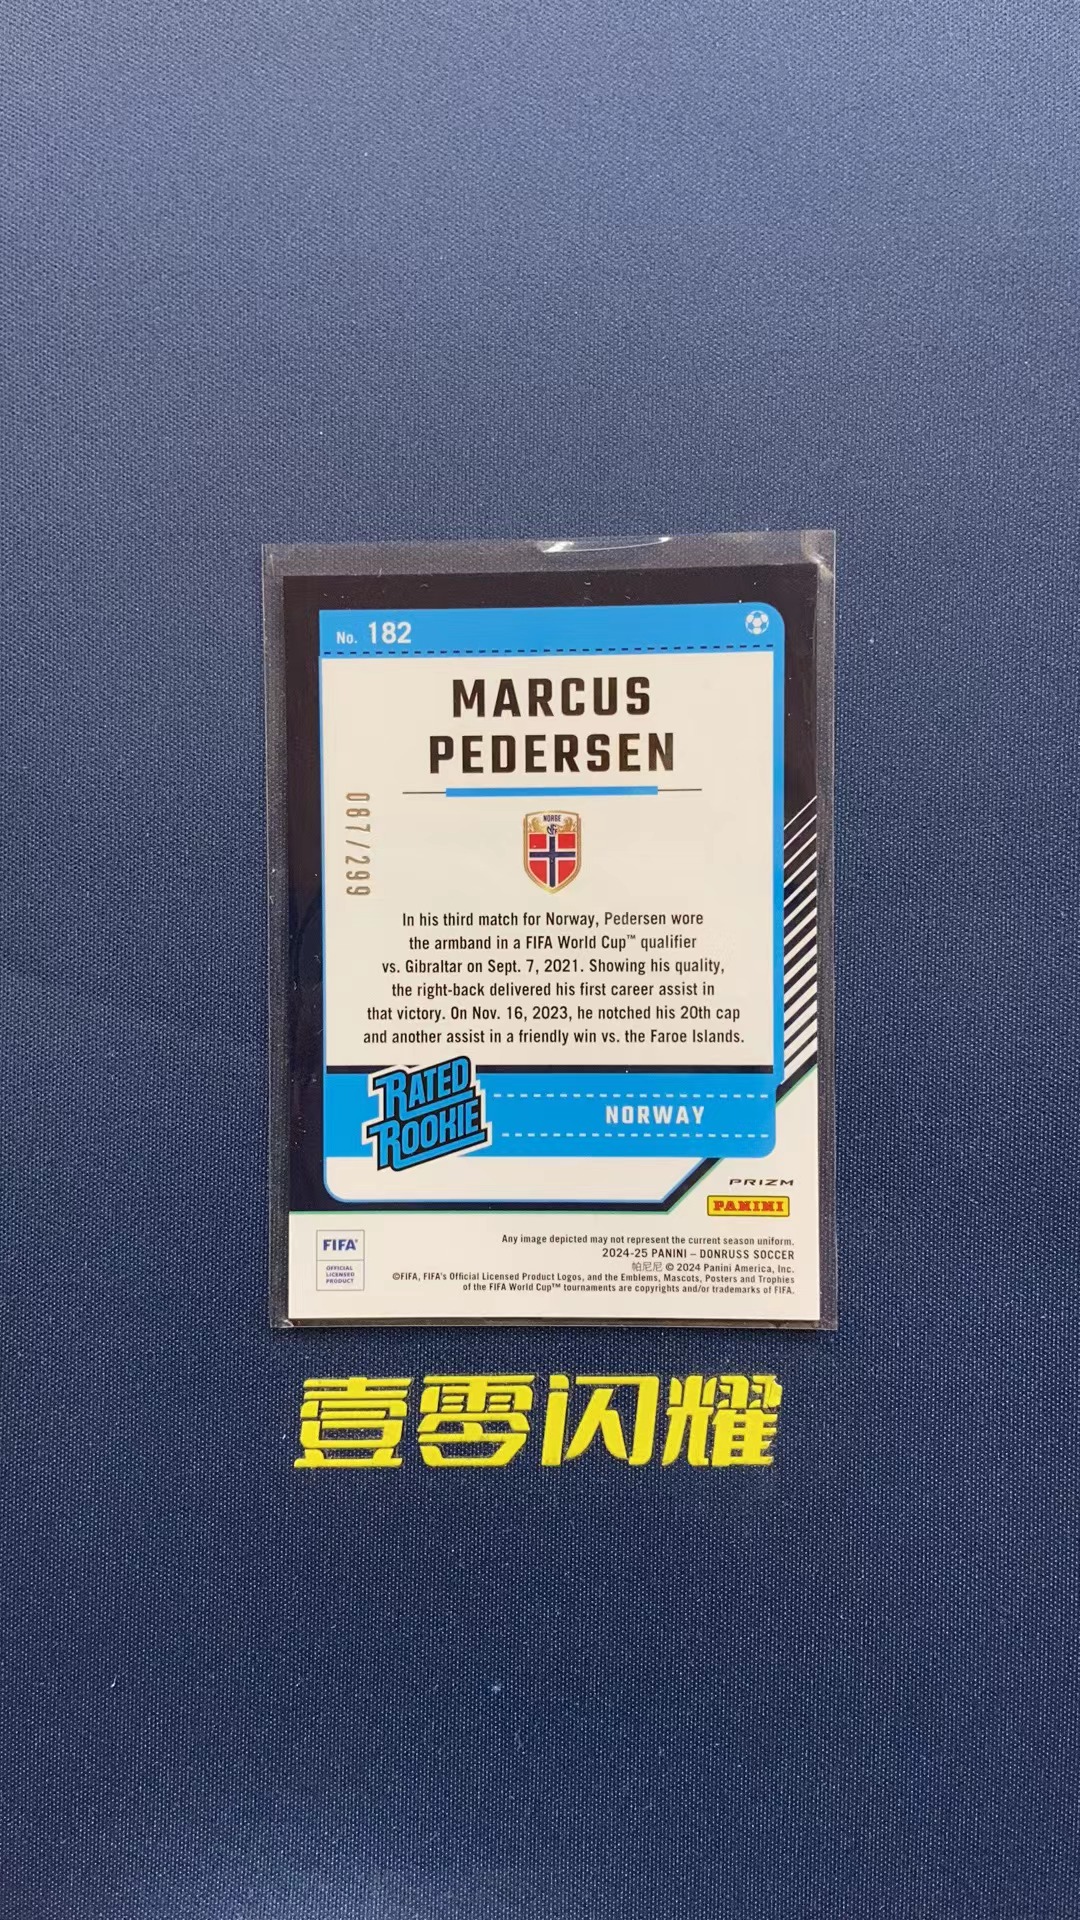 No. 182
MARCUS
PEDERSEN
087/299
NORGE
In his third match for Norway, Pedersen wore
the armband in a FIFA World Cup™ qualifier
vs. Gibraltar on Sept. 7, 2021. Showing his quality,
the right-back delivered his first career assist in
that victory. On Nov. 16, 2023, he notched his 20th cap
and another assist in a friendly win vs. the Faroe Islands.
RATED
ROOKIE
NORWAY
PRIZM
PANINI
FIFA®
OFFICIAL
LICENSED
PRODUCT
Any image depicted may not represent the current season uniform.
2024-25 PANINI – DONRUSS SOCCER
帕尼尼 © 2024 Panini America, Inc.
©FIFA, FIFA's Official Licensed Product Logos, and the Emblems, Mascots, Posters and Trophies
of the FIFA World Cup™ tournaments are copyrights and/or trademarks of FIFA.
壹零闪耀